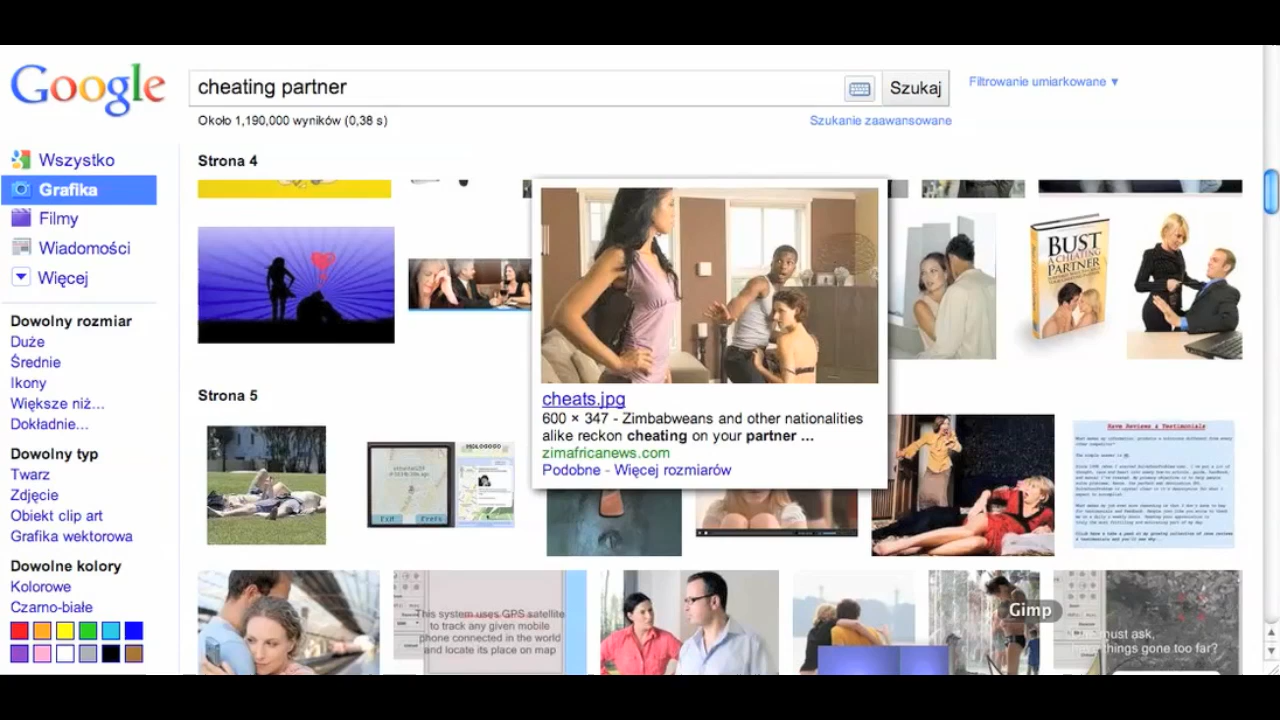 Google
cheating partner
Szukaj
Filtrowanie umiarkowane ▼
Około 1,190,000 wyników (0,38 s)
Szukanie zaawansowane
Wszystko
Grafika
Filmy
Wiadomości
Więcej
Dowolny rozmiar
Duże
Średnie
Ikony
Większe niż...
Dokładnie...
Dowolny typ
Twarz
Zdjęcie
Obiekt clip art
Grafika wektorowa
Dowolne kolory
Kolorowe
Czarno-białe
Strona 4
BUST
A CHEATING
PARTNER
cheats.jpg
600 × 347 - Zimbabweans and other nationalities
alike reckon cheating on your partner ...
zimafricanews.com
Podobne - Więcej rozmiarów
Strona 5
Rave Reviews & Testimonials
This system uses GPS satellite
to track any given mobile
phone connected in the world
and locate its place on map
Gimp
must ask,
have things gone too far?